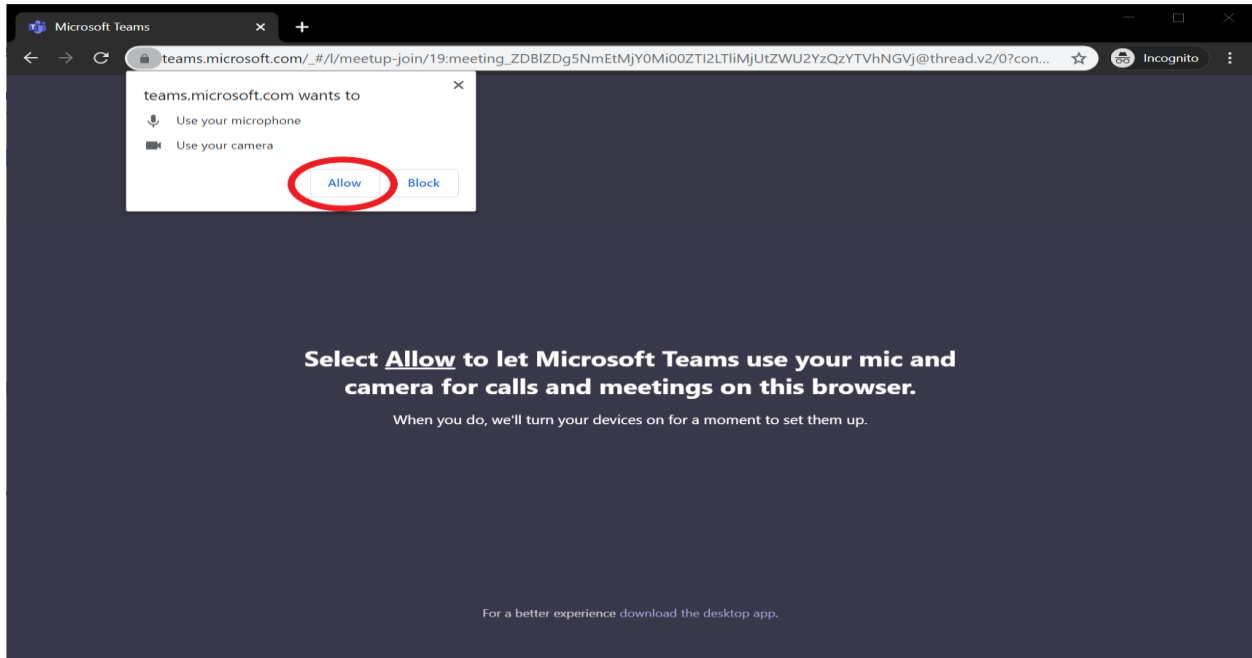 Microsoft Teams
teams.microsoft.com/_#/l/meetup-join/19:meeting_ZDBlZDg5NmEtMjY0Mi00ZTI2LTliMjUtZWU2YzQzYTVhNGVj@thread.v2/0?con...
Incognito
teams.microsoft.com wants to
Use your microphone
Use your camera
Allow Block
Select Allow to let Microsoft Teams use your mic and
camera for calls and meetings on this browser.
When you do, we'll turn your devices on for a moment to set them up.
For a better experience download the desktop app.